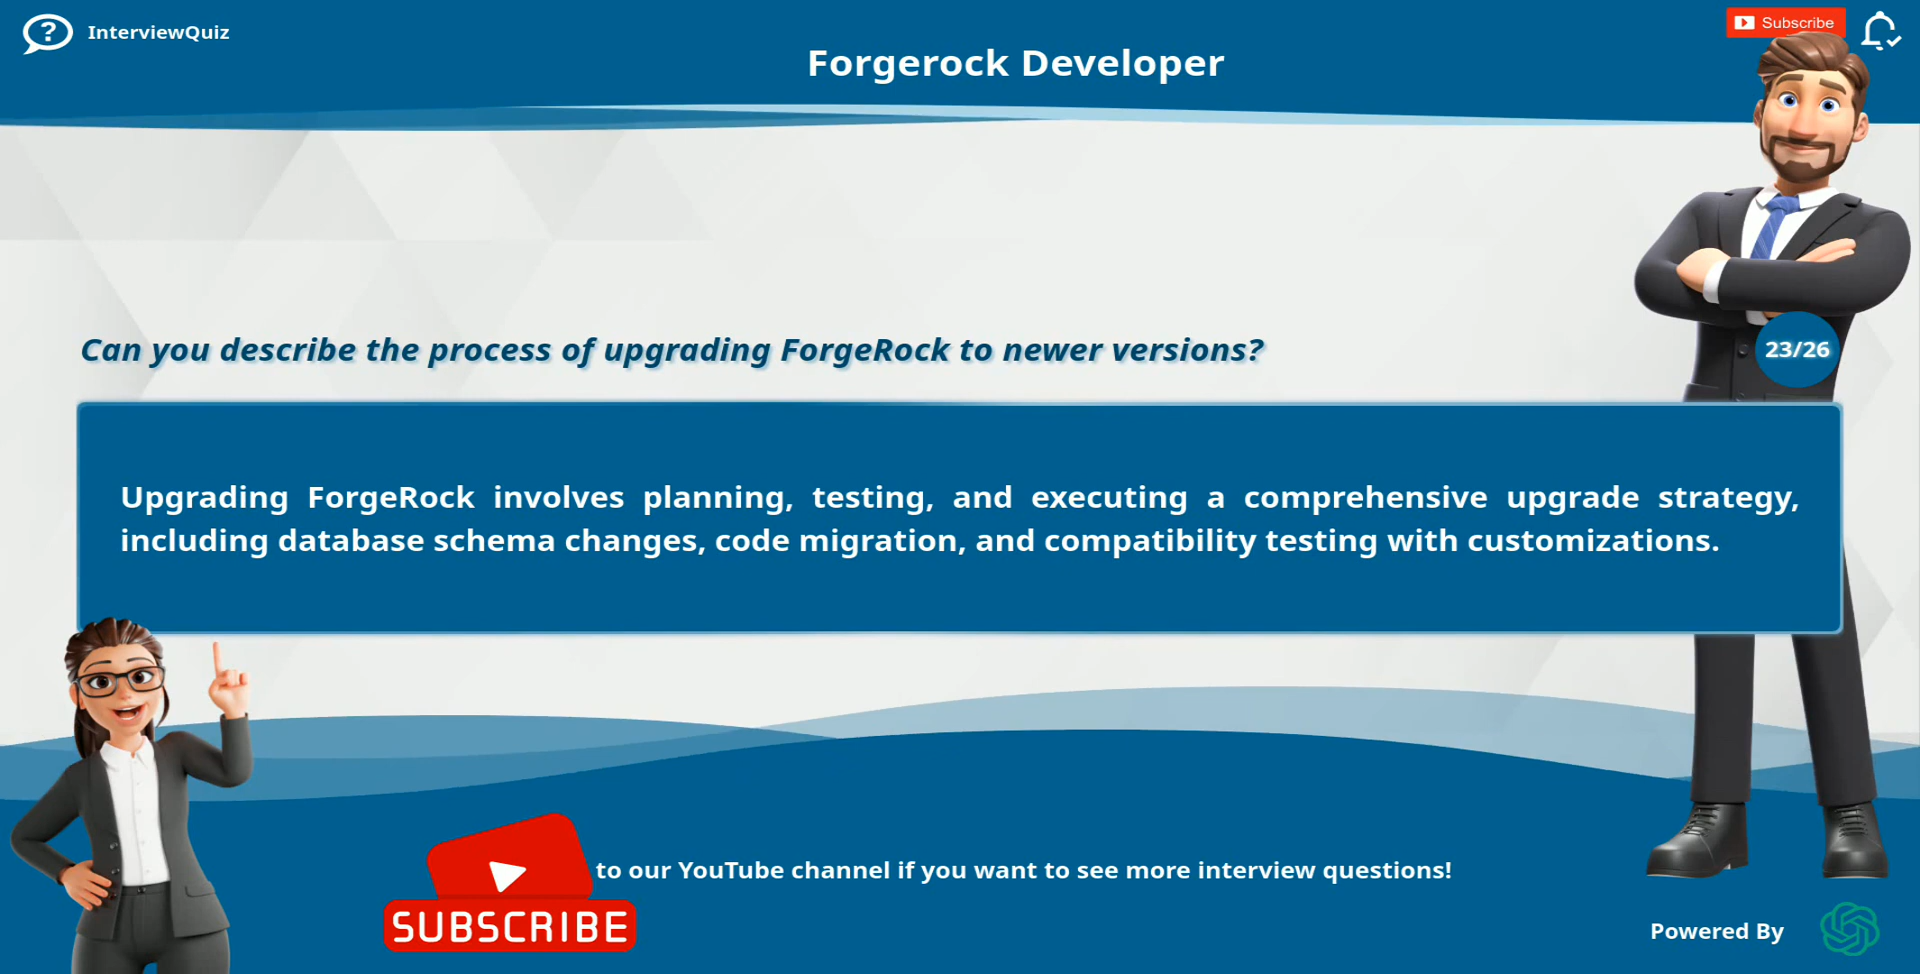 InterviewQuiz
Subscribe
Forgerock Developer
Can you describe the process of upgrading ForgeRock to newer versions?
23/26
Upgrading ForgeRock involves planning, testing, and executing a comprehensive upgrade strategy,
including database schema changes, code migration, and compatibility testing with customizations.
to our YouTube channel if you want to see more interview questions!
SUBSCRIBE
Powered By